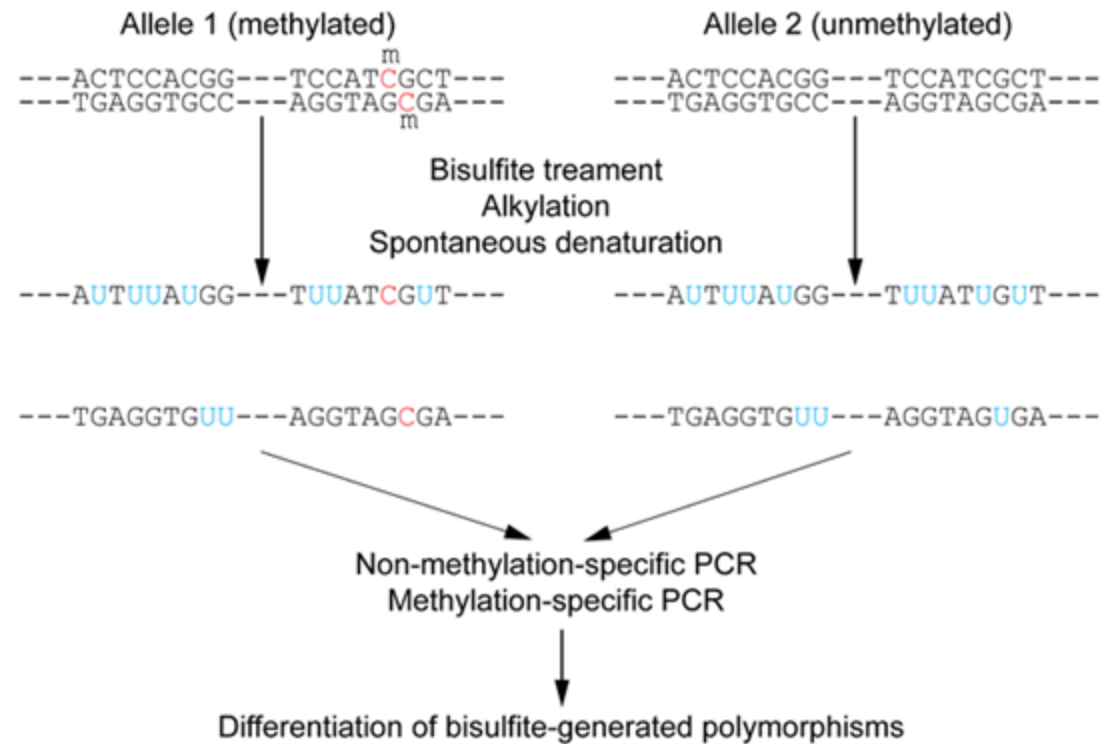 Allele 1 (methylated) Allele 2 (unmethylated)
m
---ACTCCACGG---TCCATCGCT--- ---ACTCCACGG---TCCATCGCT---
---TGAGGTGCC---AGGTAGCGA--- ---TGAGGTGCC---AGGTAGCGA---
m
Bisulfite treament
Alkylation
Spontaneous denaturation
---AUTUUAUGG---TUUATCGUT--- ---AUTUUAUGG---TUUATUGUT---
---TGAGGTGUU---AGGTAGCGA--- ---TGAGGTGUU---AGGTAGUGA---
Non-methylation-specific PCR
Methylation-specific PCR
Differentiation of bisulfite-generated polymorphisms